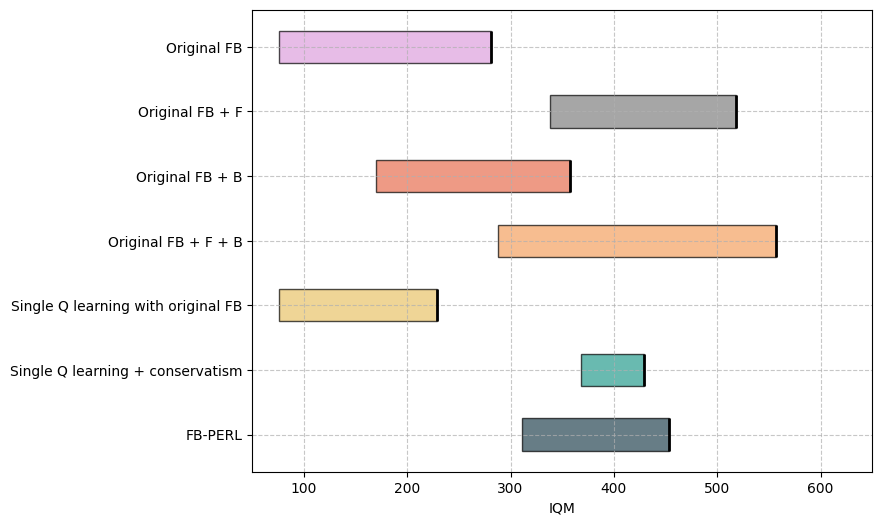 Original FB
Original FB + F
Original FB + B
Original FB + F + B
Single Q learning with original FB
Single Q learning + conservatism
FB-PERL
100 200 300 400 500 600
IQM